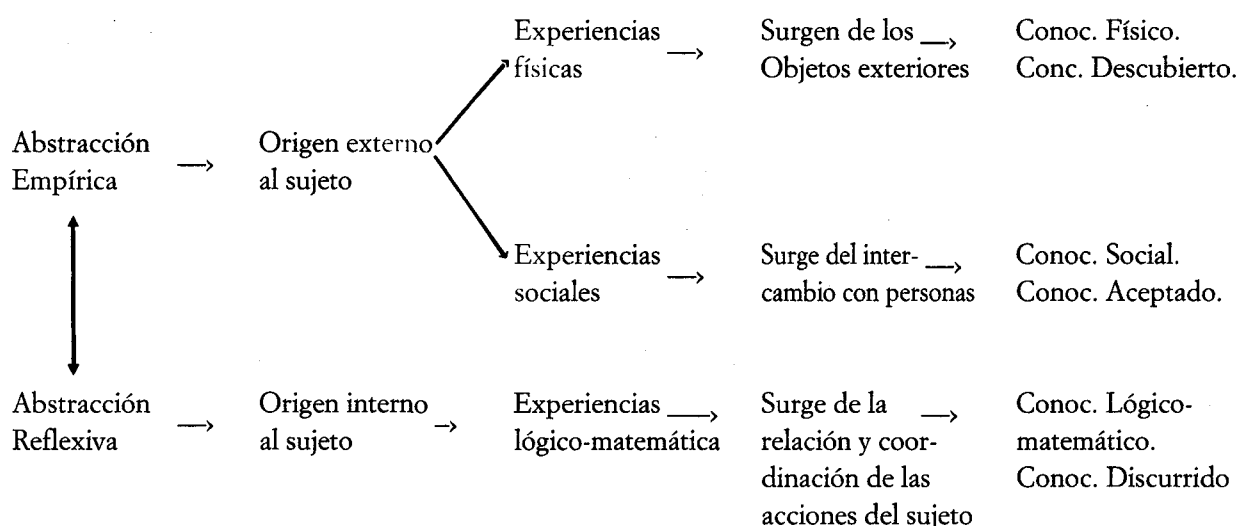 Experiencias
físicas
Surgen de los
Objetos exteriores
Conoc. Físico.
Conc. Descubierto.
Abstracción
Empírica
Origen externo
al sujeto
Experiencias
sociales
Surge del inter-
cambio con personas
Conoc. Social.
Conoc. Aceptado.
Abstracción
Reflexiva
Origen interno
al sujeto
Experiencias
lógico-matemática
Surge de la
relación y coor-
dinación de las
acciones del sujeto
Conoc. Lógico-
matemático.
Conoc. Discurrido